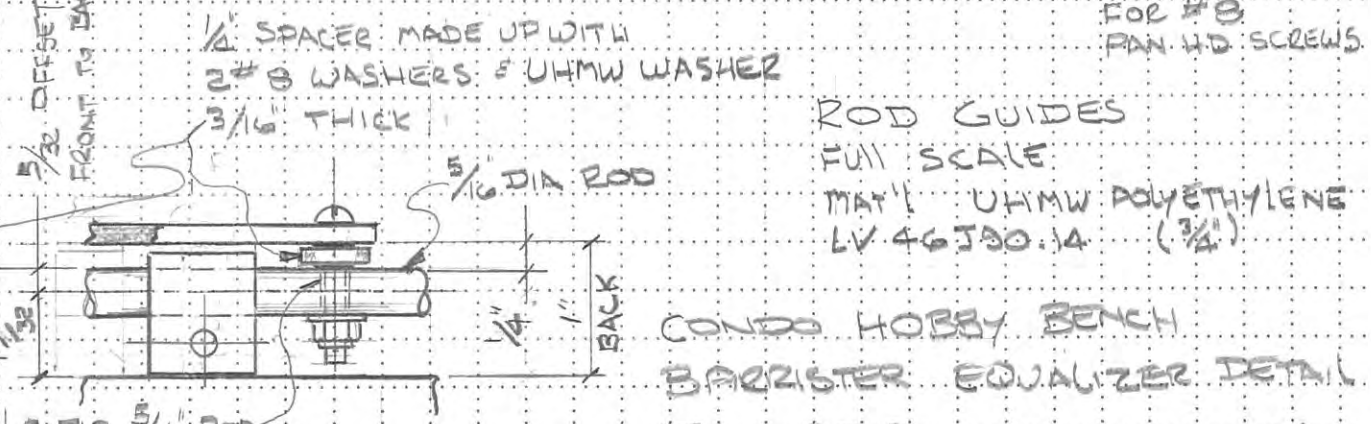 5/32 OFFSET
FRONT TO BA
1/4" SPACER MADE UP WITH
2 #8 WASHERS & UHMW WASHER
3/16" THICK
5/16 DIA ROD
FOR #8
PAN HD SCREWS
ROD GUIDES
FULL SCALE
MAT'L UHMW POLYETHYLENE
LV 46J90.14 (3/4")
1/4"
1"
BACK
CONDO HOBBY BENCH
BARRISTER EQUALIZER DETAIL